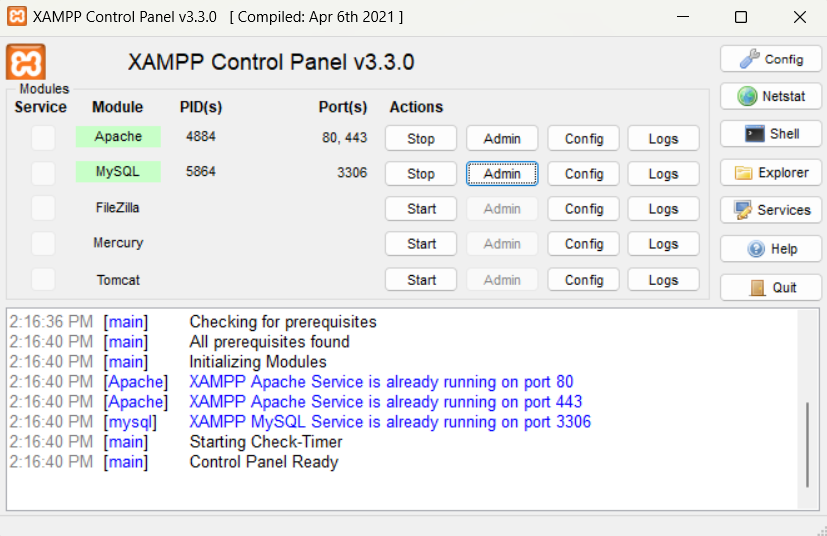 XAMPP Control Panel v3.3.0 [ Compiled: Apr 6th 2021 ]
XAMPP Control Panel v3.3.0
Config
Modules
Service Module PID(s) Port(s) Actions
Netstat
Apache 4884 80, 443 Stop Admin Config Logs
Shell
MySQL 5864 3306 Stop Admin Config Logs
Explorer
FileZilla Start Admin Config Logs
Services
Mercury Start Admin Config Logs
Help
Tomcat Start Admin Config Logs
Quit
2:16:36 PM [main] Checking for prerequisites
2:16:40 PM [main] All prerequisites found
2:16:40 PM [main] Initializing Modules
2:16:40 PM [Apache] XAMPP Apache Service is already running on port 80
2:16:40 PM [Apache] XAMPP Apache Service is already running on port 443
2:16:40 PM [mysql] XAMPP MySQL Service is already running on port 3306
2:16:40 PM [main] Starting Check-Timer
2:16:40 PM [main] Control Panel Ready